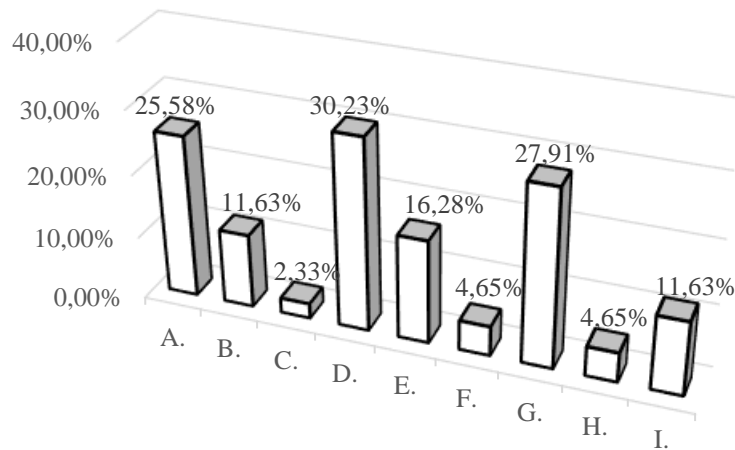 40,00%
30,00%
20,00%
10,00%
0,00%
25,58%
11,63%
2,33%
30,23%
16,28%
4,65%
27,91%
4,65%
11,63%
A.
B.
C.
D.
E.
F.
G.
H.
I.